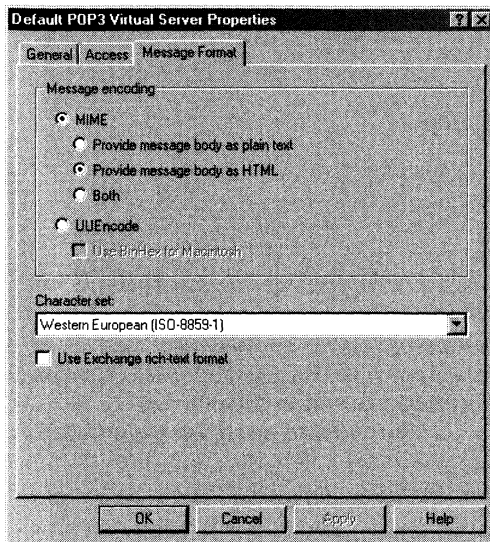 Default POP3 Virtual Server Properties
General Access Message Format
Message encoding
MIME
Provide message body as plain text
Provide message body as HTML
Both
UUEncode
Use BinHex for Macintosh
Character set:
Western European (ISO-8859-1)
Use Exchange rich-text format
OK Cancel Apply Help